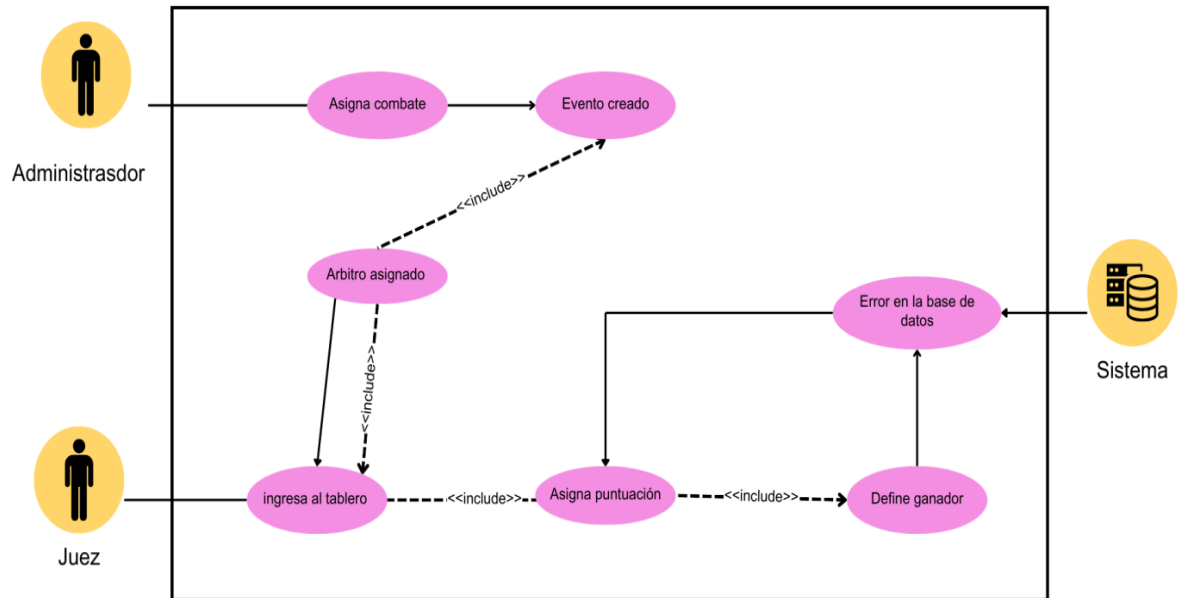 Asigna combate
Evento creado
Administrasdor
<<include>>
Arbitro asignado
Error en la base de
datos
Sistema
<<include>>
ingresa al tablero
<<include>>
Asigna puntuación
<<include>>
Define ganador
Juez